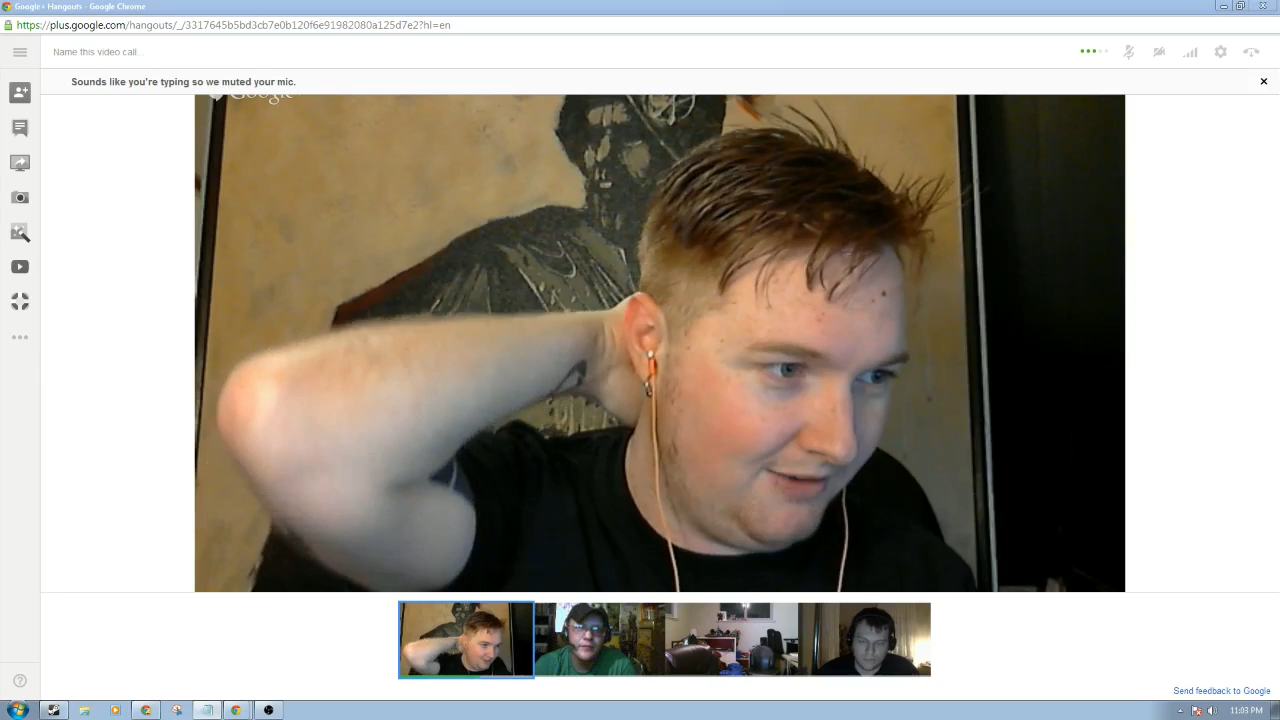 Google+ Hangouts - Google Chrome
https://plus.google.com/hangouts/_/3317645b5bd3cb7e0b120f6e91982080a125d7e2?hl=en
Name this video call...
Sounds like you're typing so we muted your mic.
Google
Send feedback to Google
11:03 PM